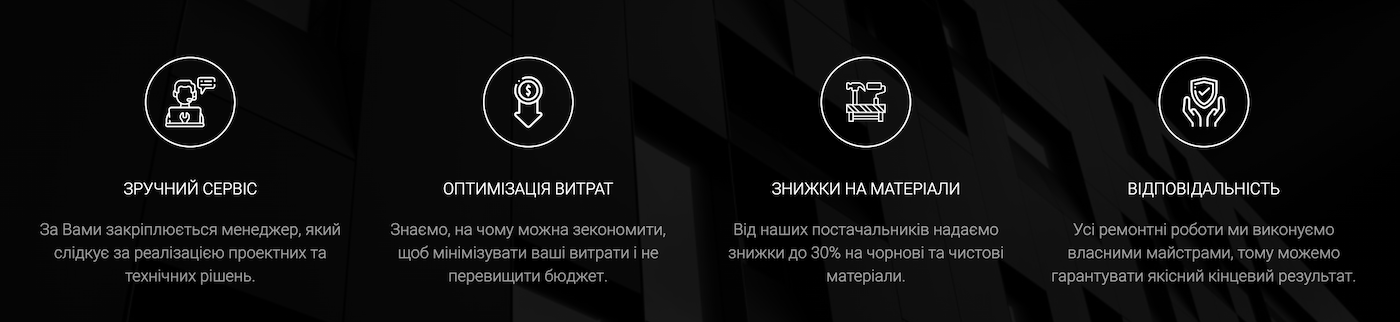 ЗРУЧНИЙ СЕРВІС
За Вами закріплюється менеджер, який
слідкує за реалізацією проектних та
технічних рішень.
ОПТИМІЗАЦІЯ ВИТРАТ
Знаємо, на чому можна зекономити,
щоб мінімізувати ваші витрати і не
перевищити бюджет.
ЗНИЖКИ НА МАТЕРІАЛИ
Від наших постачальників надаємо
знижки до 30% на чорнові та чистові
матеріали.
ВІДПОВІДАЛЬНІСТЬ
Усі ремонтні роботи ми виконуємо
власними майстрами, тому можемо
гарантувати якісний кінцевий результат.